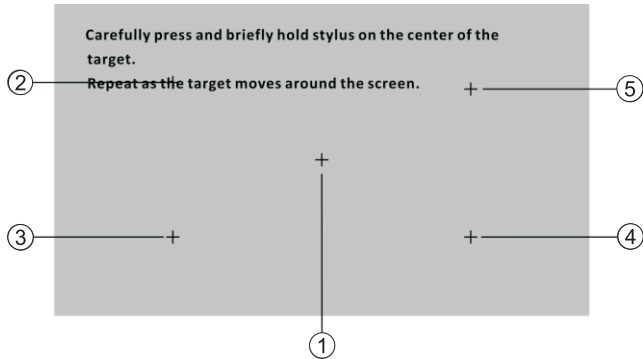 Carefully press and briefly hold stylus on the center of the
target.
Repeat as the target moves around the screen.
2
5
3
4
1